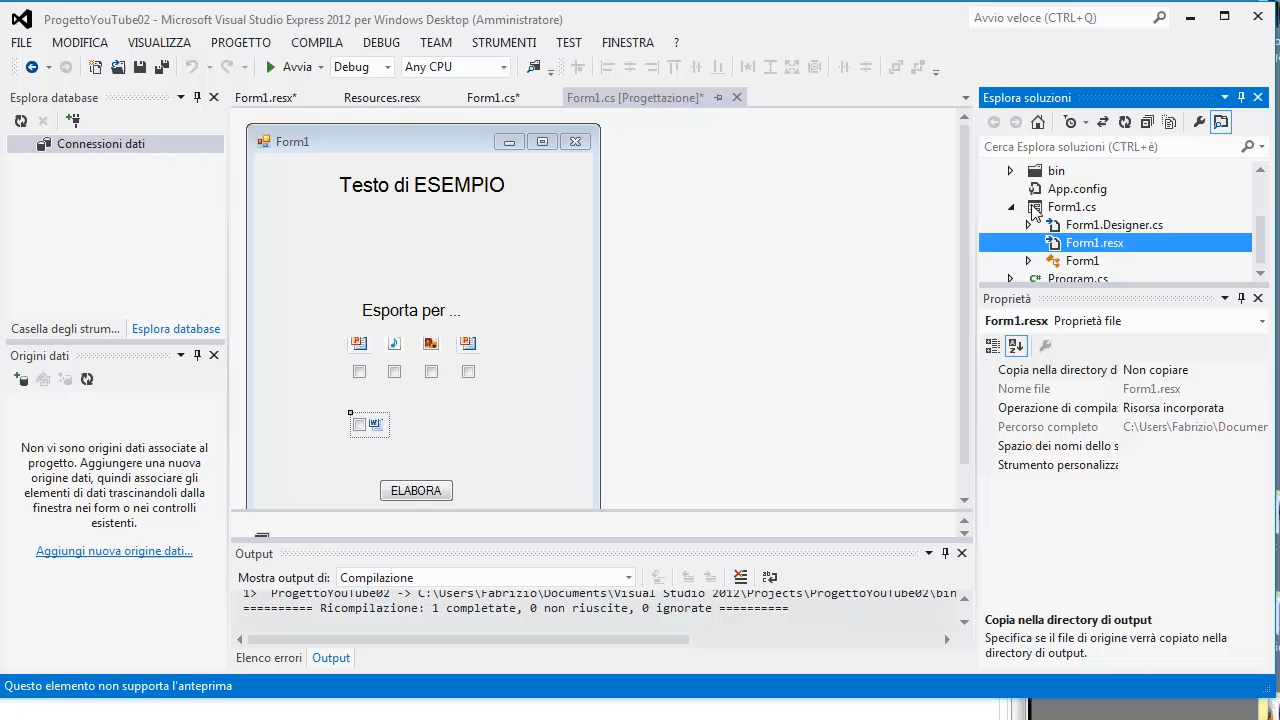 ProgettoYouTube02 - Microsoft Visual Studio Express 2012 per Windows Desktop (Amministratore)
Avvio veloce (CTRL+Q)
FILE MODIFICA VISUALIZZA PROGETTO COMPILA DEBUG TEAM STRUMENTI TEST FINESTRA ?
Avvia Debug Any CPU
Esplora database
Connessioni dati
Casella degli strum... Esplora database
Origini dati
Non vi sono origini dati associate al
progetto. Aggiungere una nuova
origine dati, quindi associare gli
elementi di dati trascinandoli dalla
finestra nei form o nei controlli
esistenti.
Aggiungi nuova origine dati...
Form1.resx* Resources.resx Form1.cs* Form1.cs [Progettazione]*
Form1
Testo di ESEMPIO
Esporta per ...
ELABORA
Output
Mostra output di: Compilazione
1> ProgettoYouTube02 -> C:\Users\Fabrizio\Documents\Visual Studio 2012\Projects\ProgettoYouTube02\bin
========== Ricompilazione: 1 completate, 0 non riuscite, 0 ignorate ==========
Elenco errori Output
Esplora soluzioni
Cerca Esplora soluzioni (CTRL+è)
bin
App.config
Form1.cs
Form1.Designer.cs
Form1.resx
Form1
Program.cs
Proprietà
Form1.resx Proprietà file
Copia nella directory d Non copiare
Nome file Form1.resx
Operazione di compila Risorsa incorporata
Percorso completo C:\Users\Fabrizio\Documer
Spazio dei nomi dello s
Strumento personalizza
Copia nella directory di output
Specifica se il file di origine verrà copiato nella
directory di output.
Questo elemento non supporta l'anteprima